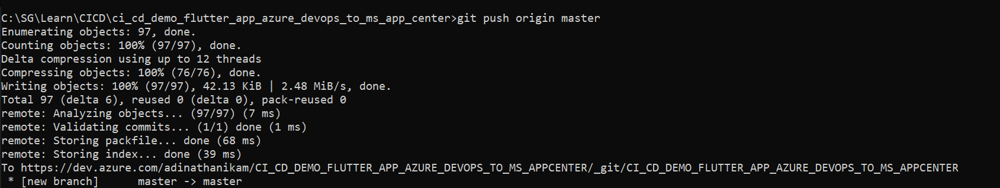 C:\SG\Learn\CICD\ci_cd_demo_flutter_app_azure_devops_to_ms_app_center>git push origin master
Enumerating objects: 97, done.
Counting objects: 100% (97/97), done.
Delta compression using up to 12 threads
Compressing objects: 100% (76/76), done.
Writing objects: 100% (97/97), 42.13 KiB | 2.48 MiB/s, done.
Total 97 (delta 6), reused 0 (delta 0), pack-reused 0
remote: Analyzing objects... (97/97) (7 ms)
remote: Validating commits... (1/1) done (1 ms)
remote: Storing packfile... done (68 ms)
remote: Storing index... done (39 ms)
To https://dev.azure.com/adinathanikam/CI_CD_DEMO_FLUTTER_APP_AZURE_DEVOPS_TO_MS_APPCENTER/_git/CI_CD_DEMO_FLUTTER_APP_AZURE_DEVOPS_TO_MS_APPCENTER
 * [new branch]      master -> master